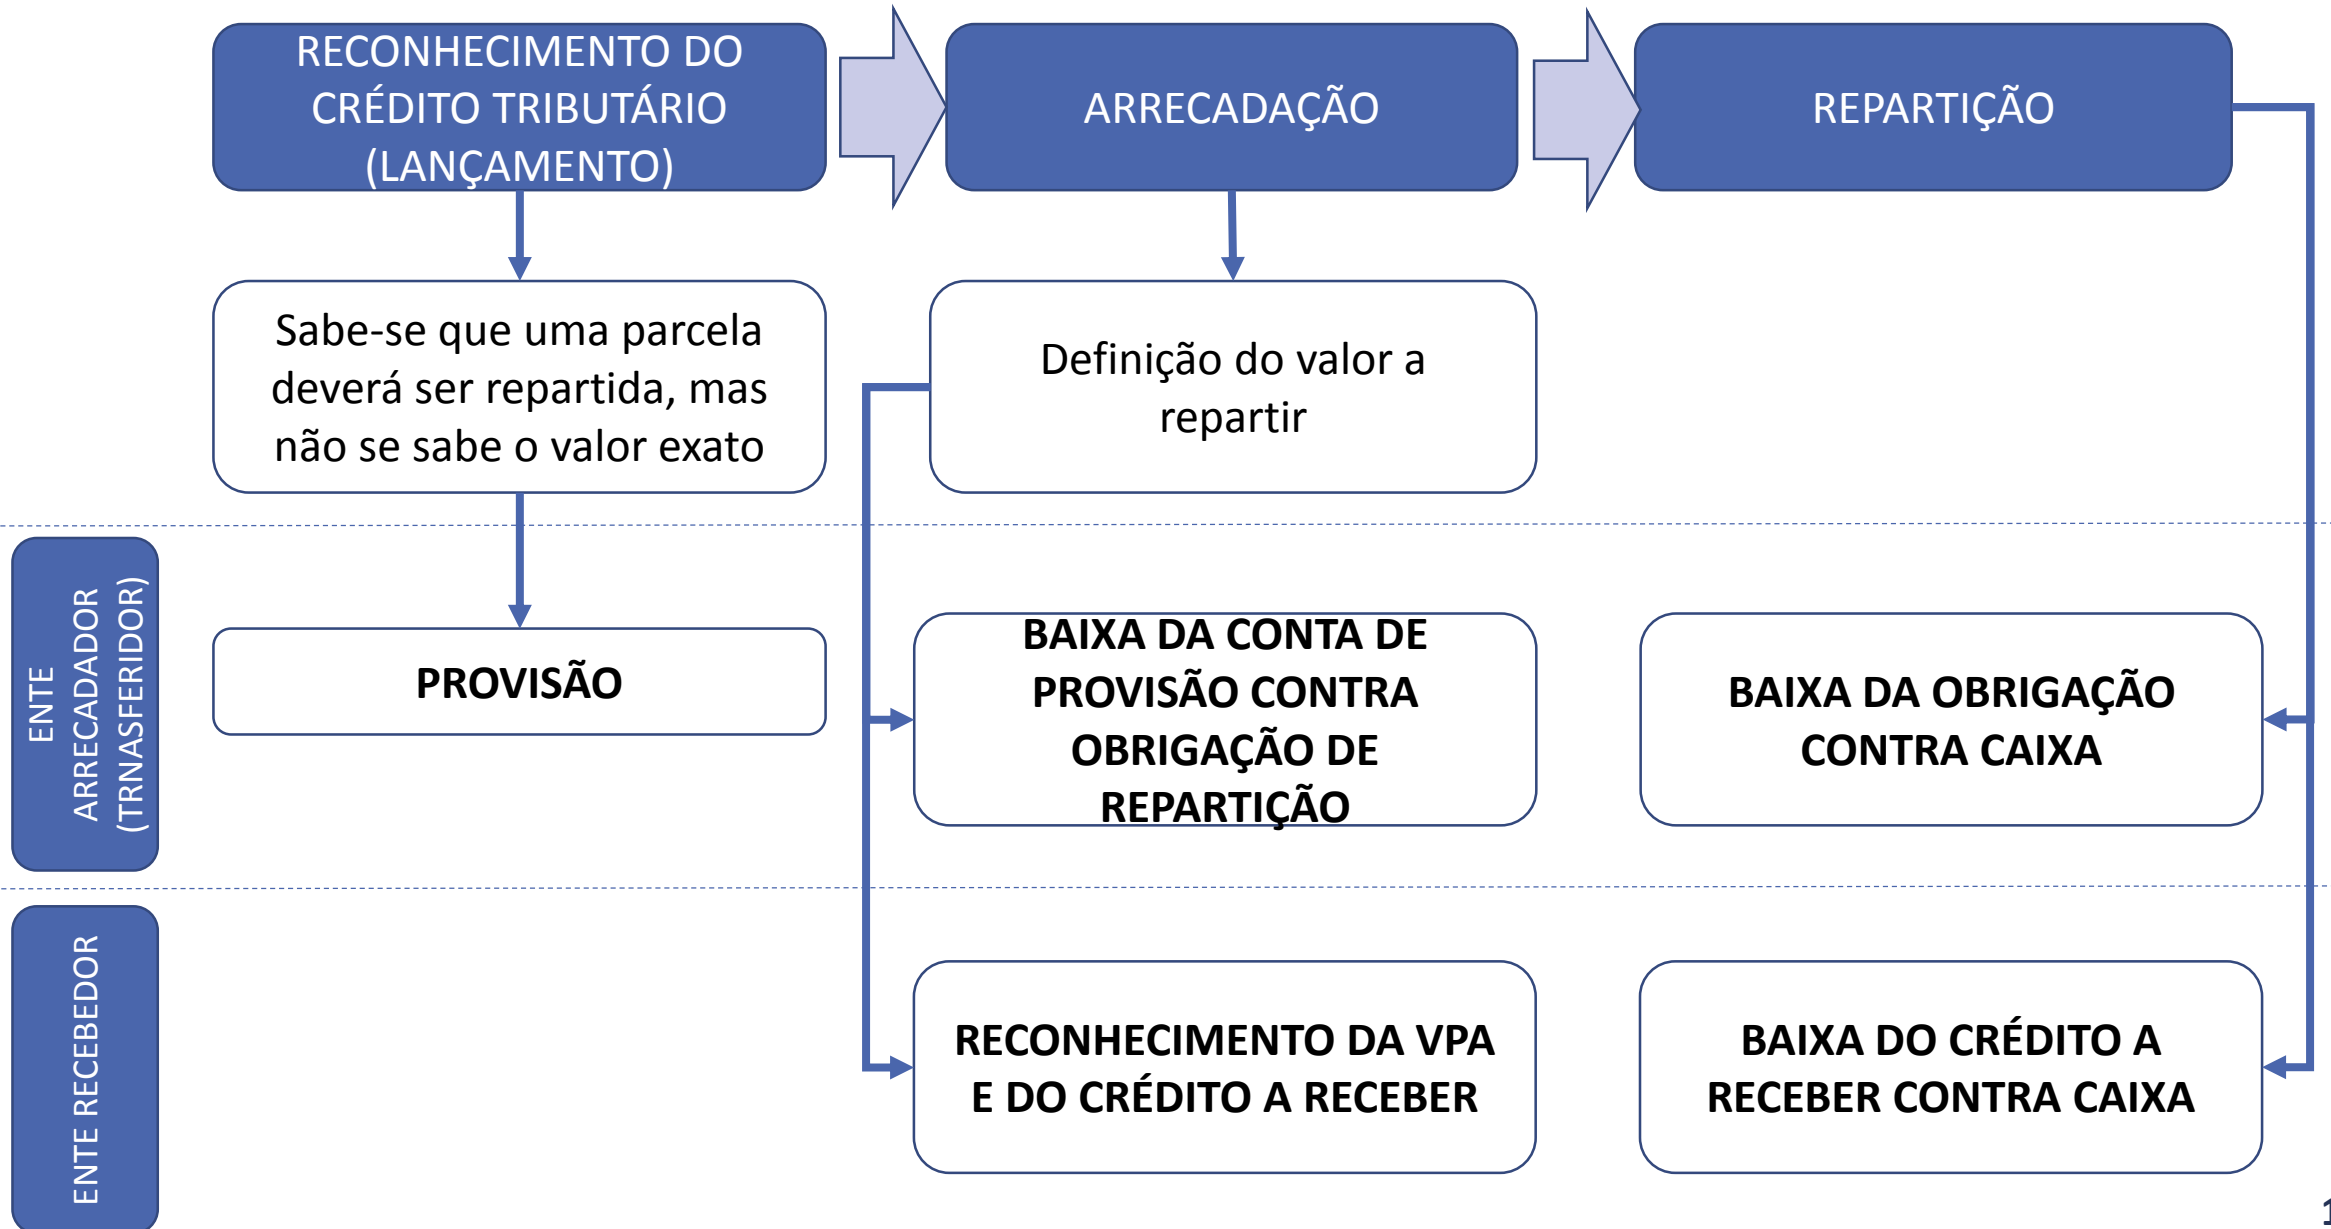 RECONHECIMENTO DO
CRÉDITO TRIBUTÁRIO
(LANÇAMENTO)
ARRECADAÇÃO
REPARTIÇÃO
Sabe-se que uma parcela
deverá ser repartida, mas
não se sabe o valor exato
Definição do valor a
repartir
ENTE
ARRECADADOR
(TRNASFERIDOR)
PROVISÃO
BAIXA DA CONTA DE
PROVISÃO CONTRA
OBRIGAÇÃO DE
REPARTIÇÃO
BAIXA DA OBRIGAÇÃO
CONTRA CAIXA
ENTE RECEBEDOR
RECONHECIMENTO DA VPA
E DO CRÉDITO A RECEBER
BAIXA DO CRÉDITO A
RECEBER CONTRA CAIXA